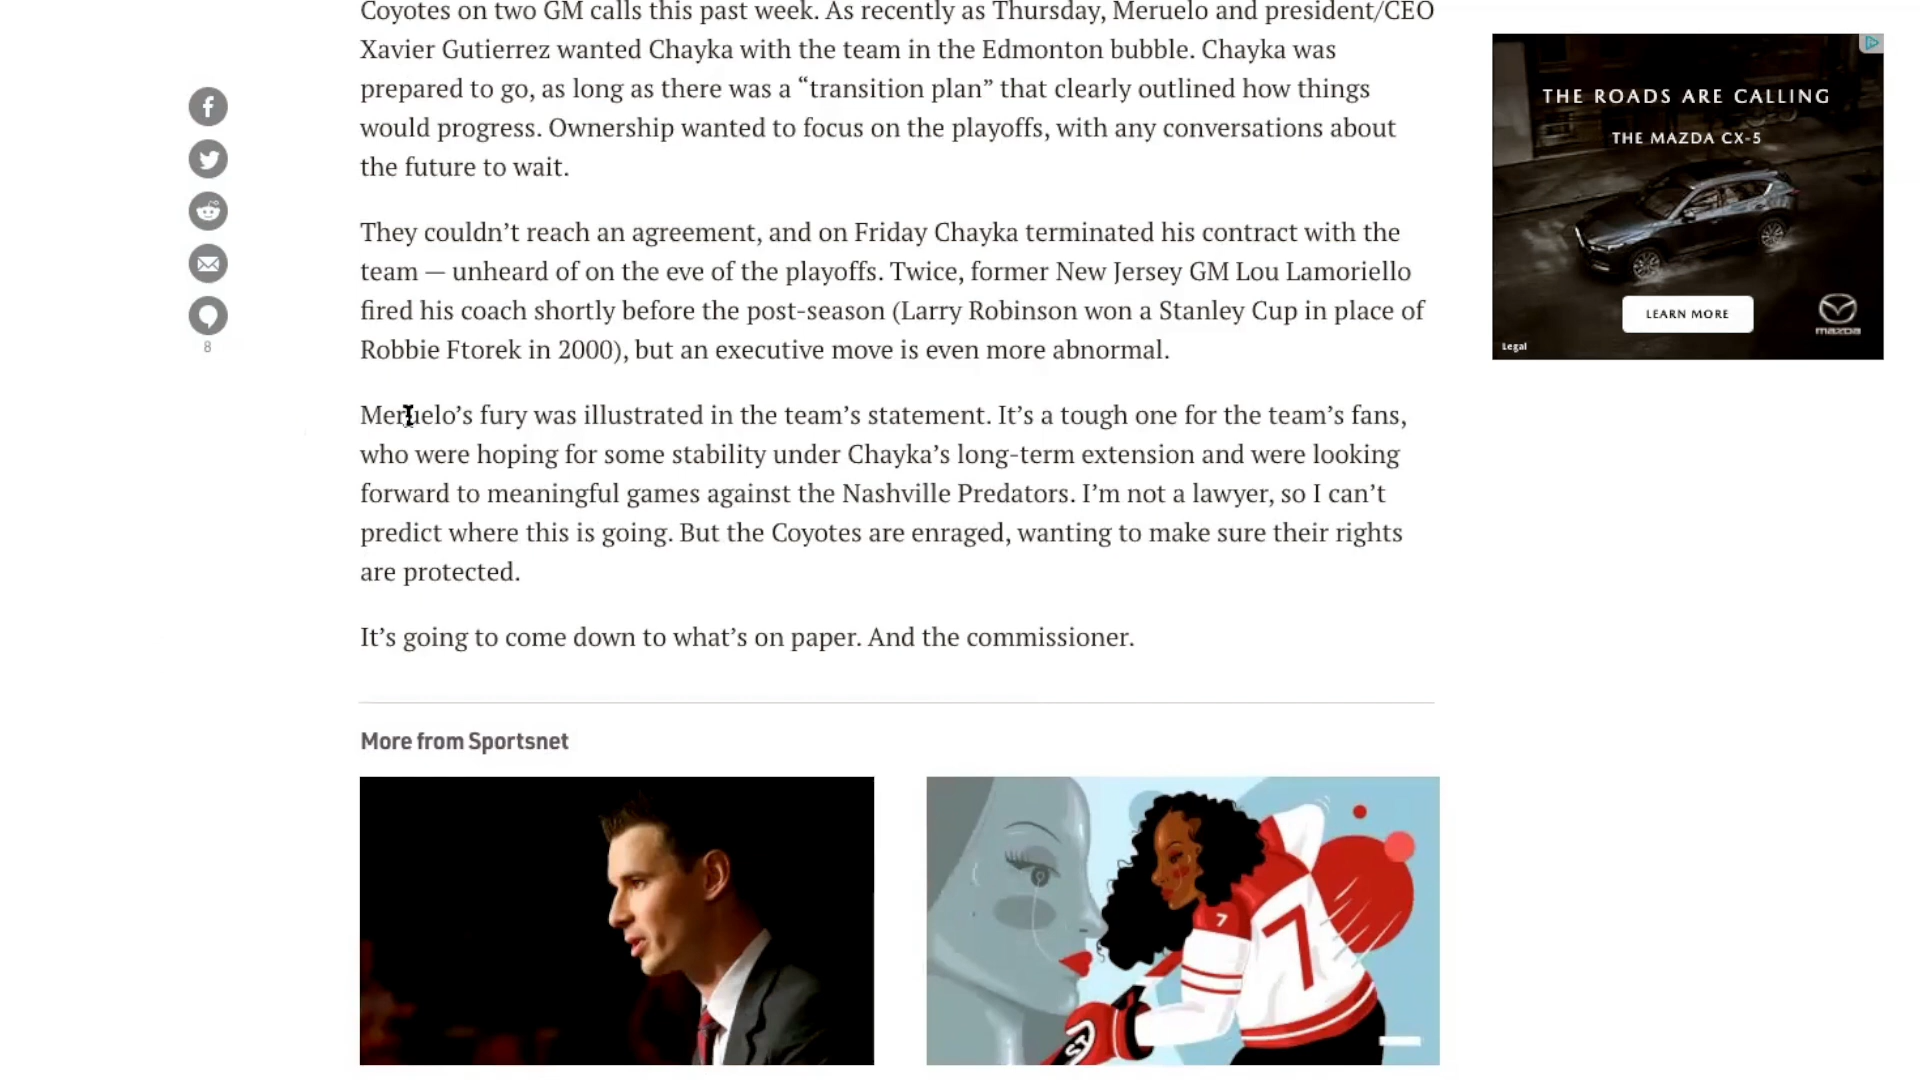 Coyotes on two GM calls this past week. As recently as Thursday, Meruelo and president/CEO
Xavier Gutierrez wanted Chayka with the team in the Edmonton bubble. Chayka was
prepared to go, as long as there was a “transition plan” that clearly outlined how things
would progress. Ownership wanted to focus on the playoffs, with any conversations about
the future to wait.
They couldn’t reach an agreement, and on Friday Chayka terminated his contract with the
team — unheard of on the eve of the playoffs. Twice, former New Jersey GM Lou Lamoriello
fired his coach shortly before the post-season (Larry Robinson won a Stanley Cup in place of
Robbie Ftorek in 2000), but an executive move is even more abnormal.
Meruelo’s fury was illustrated in the team’s statement. It’s a tough one for the team’s fans,
who were hoping for some stability under Chayka’s long-term extension and were looking
forward to meaningful games against the Nashville Predators. I’m not a lawyer, so I can’t
predict where this is going. But the Coyotes are enraged, wanting to make sure their rights
are protected.
It’s going to come down to what’s on paper. And the commissioner.
8
THE ROADS ARE CALLING
THE MAZDA CX-5
LEARN MORE
mazda
Legal
More from Sportsnet
7
7
ST